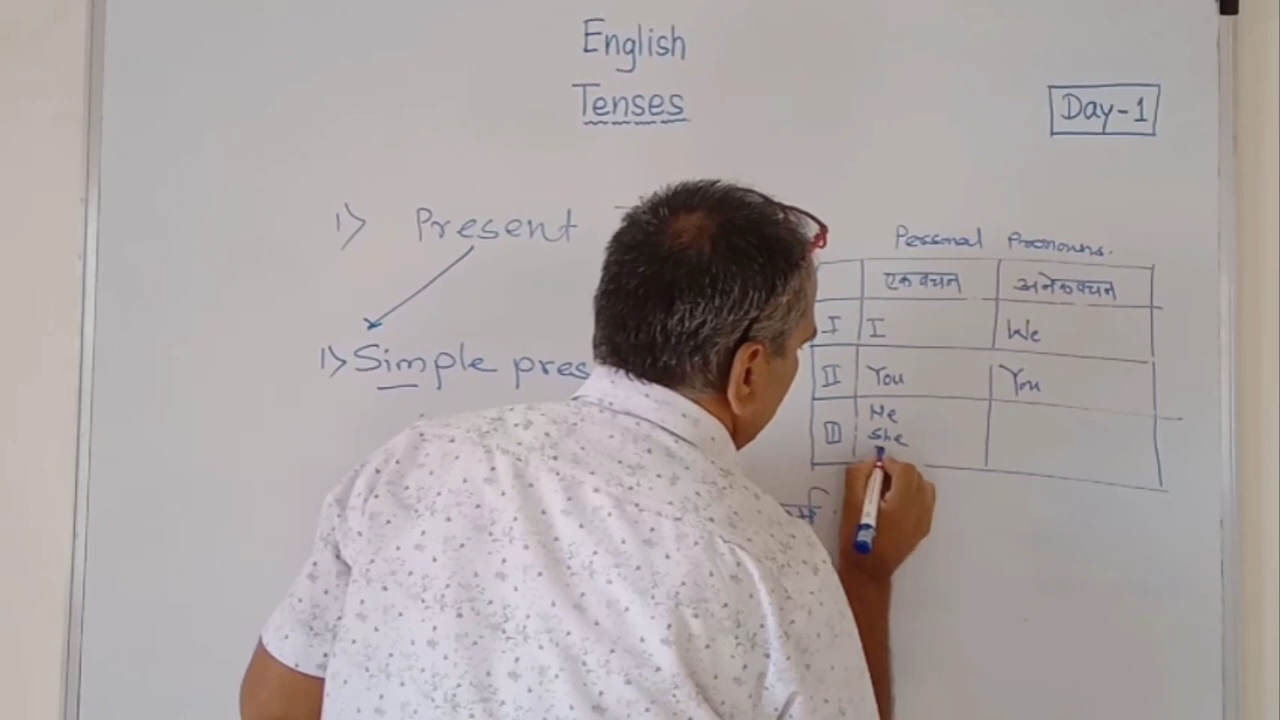 English
Tenses
Day-1
1) Present
Personal Pronouns.
एकवचन अनेकवचन
I I We
1) Simple pres
II You You
He
III She